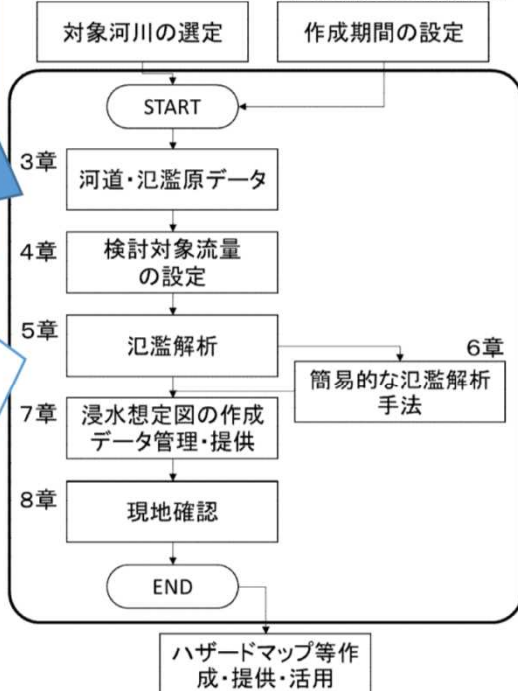 対象河川の選定
作成期間の設定
START
3章
河道・氾濫原データ
4章
検討対象流量
の設定
5章
氾濫解析
6章
簡易的な氾濫解析
手法
7章
浸水想定図の作成
データ管理・提供
8章
現地確認
END
ハザードマップ等作
成・提供・活用